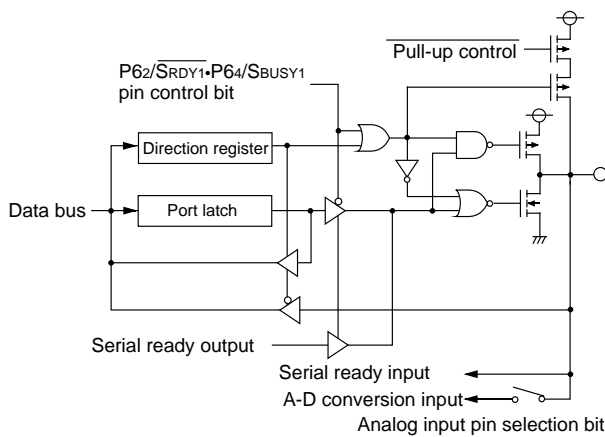 Pull-up control
P62/SRDY1•P64/SBUSY1
pin control bit
Direction register
Data bus
Port latch
Serial ready output
Serial ready input
A-D conversion input
Analog input pin selection bit